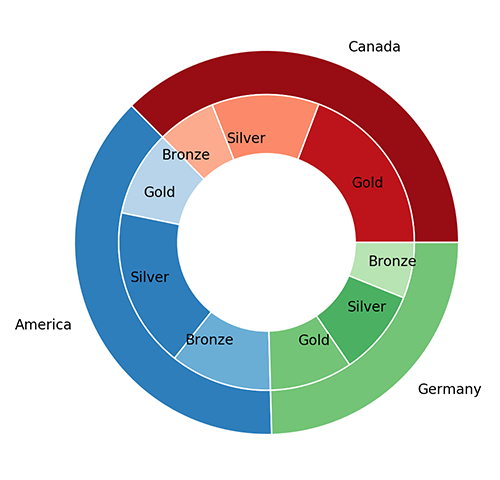 Canada
Silver
Bronze
Gold
Gold
Bronze
Silver
Silver
America
Bronze
Gold
Germany